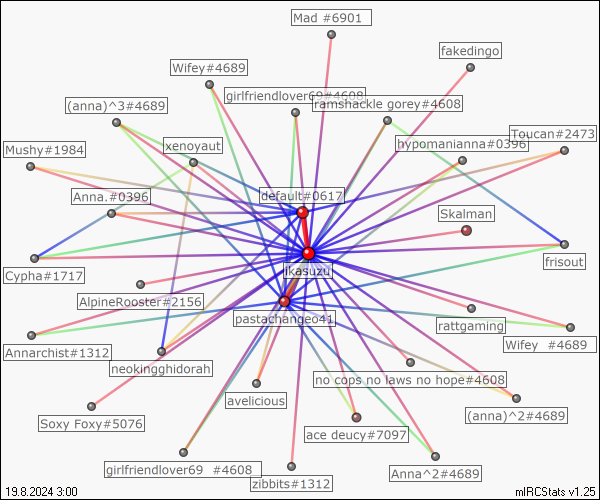 Mad #6901
fakedingo
Wifey#4689
girlfriendlover69#4608
(anna)^3#4689
ramshackle gorey#4608
Toucan#2473
hypomanianna#0396
Mushy#1984
xenoyaut
Anna.#0396
default#0617
Skalman
frisout
ikasuzu
Cypha#1717
AlpineRooster#2156
pastachange041
rattgaming
Wifey  #4689
Annarchist#1312
neokingghidorah
no cops no laws no hope#4608
avelicious
(anna)^2#4689
Soxy Foxy#5076
ace deucy#7097
girlfriendlover69  #4608
Anna^2#4689
zibbits#1312
19.8.2024 3:00
mIRCStats v1.25